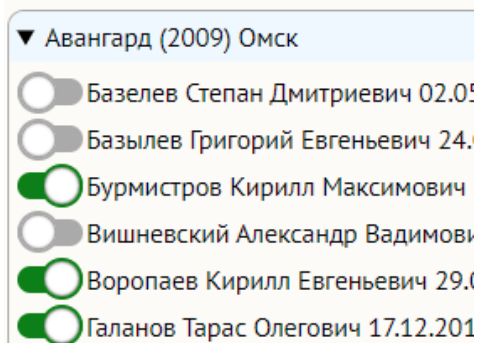 ▼ Авангард (2009) Омск
Базелев Степан Дмитриевич 02.05
Базылев Григорий Евгеньевич 24.
Бурмистров Кирилл Максимович
Вишневский Александр Вадимови
Воропаев Кирилл Евгеньевич 29.0
Галанов Тарас Олегович 17.12.201